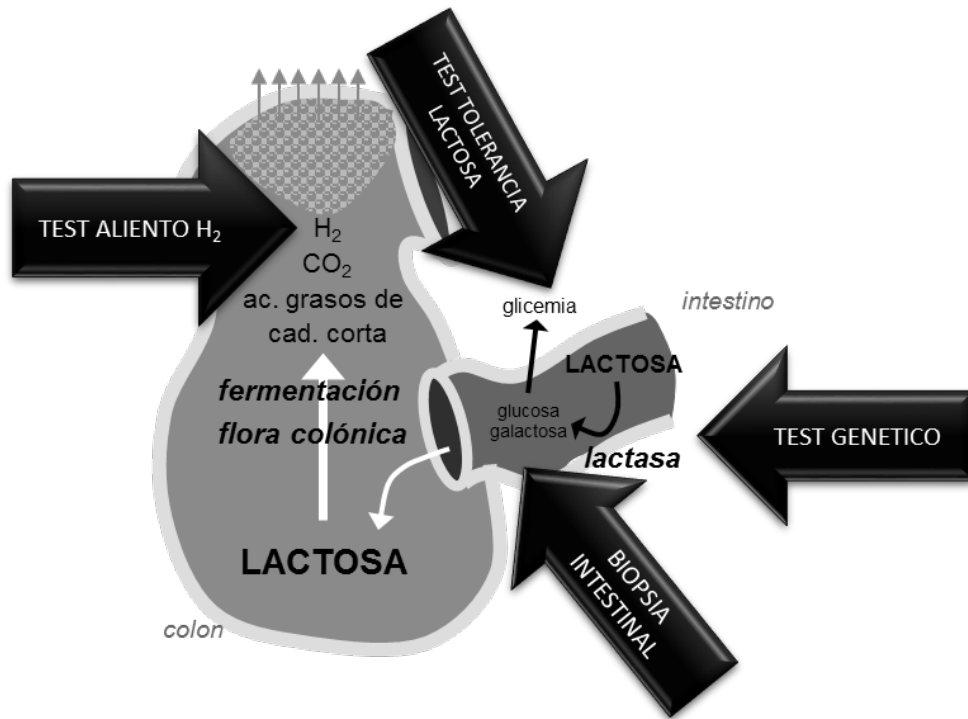 TEST TOLERANCIA
LACTOSA
TEST ALIENTO H₂
H₂
CO₂
ac. grasos de
cad. corta
fermentación
flora colónica
LACTOSA
colon
glicemia
intestino
LACTOSA
glucosa
galactosa
lactasa
TEST GENETICO
BIOPSIA
INTESTINAL